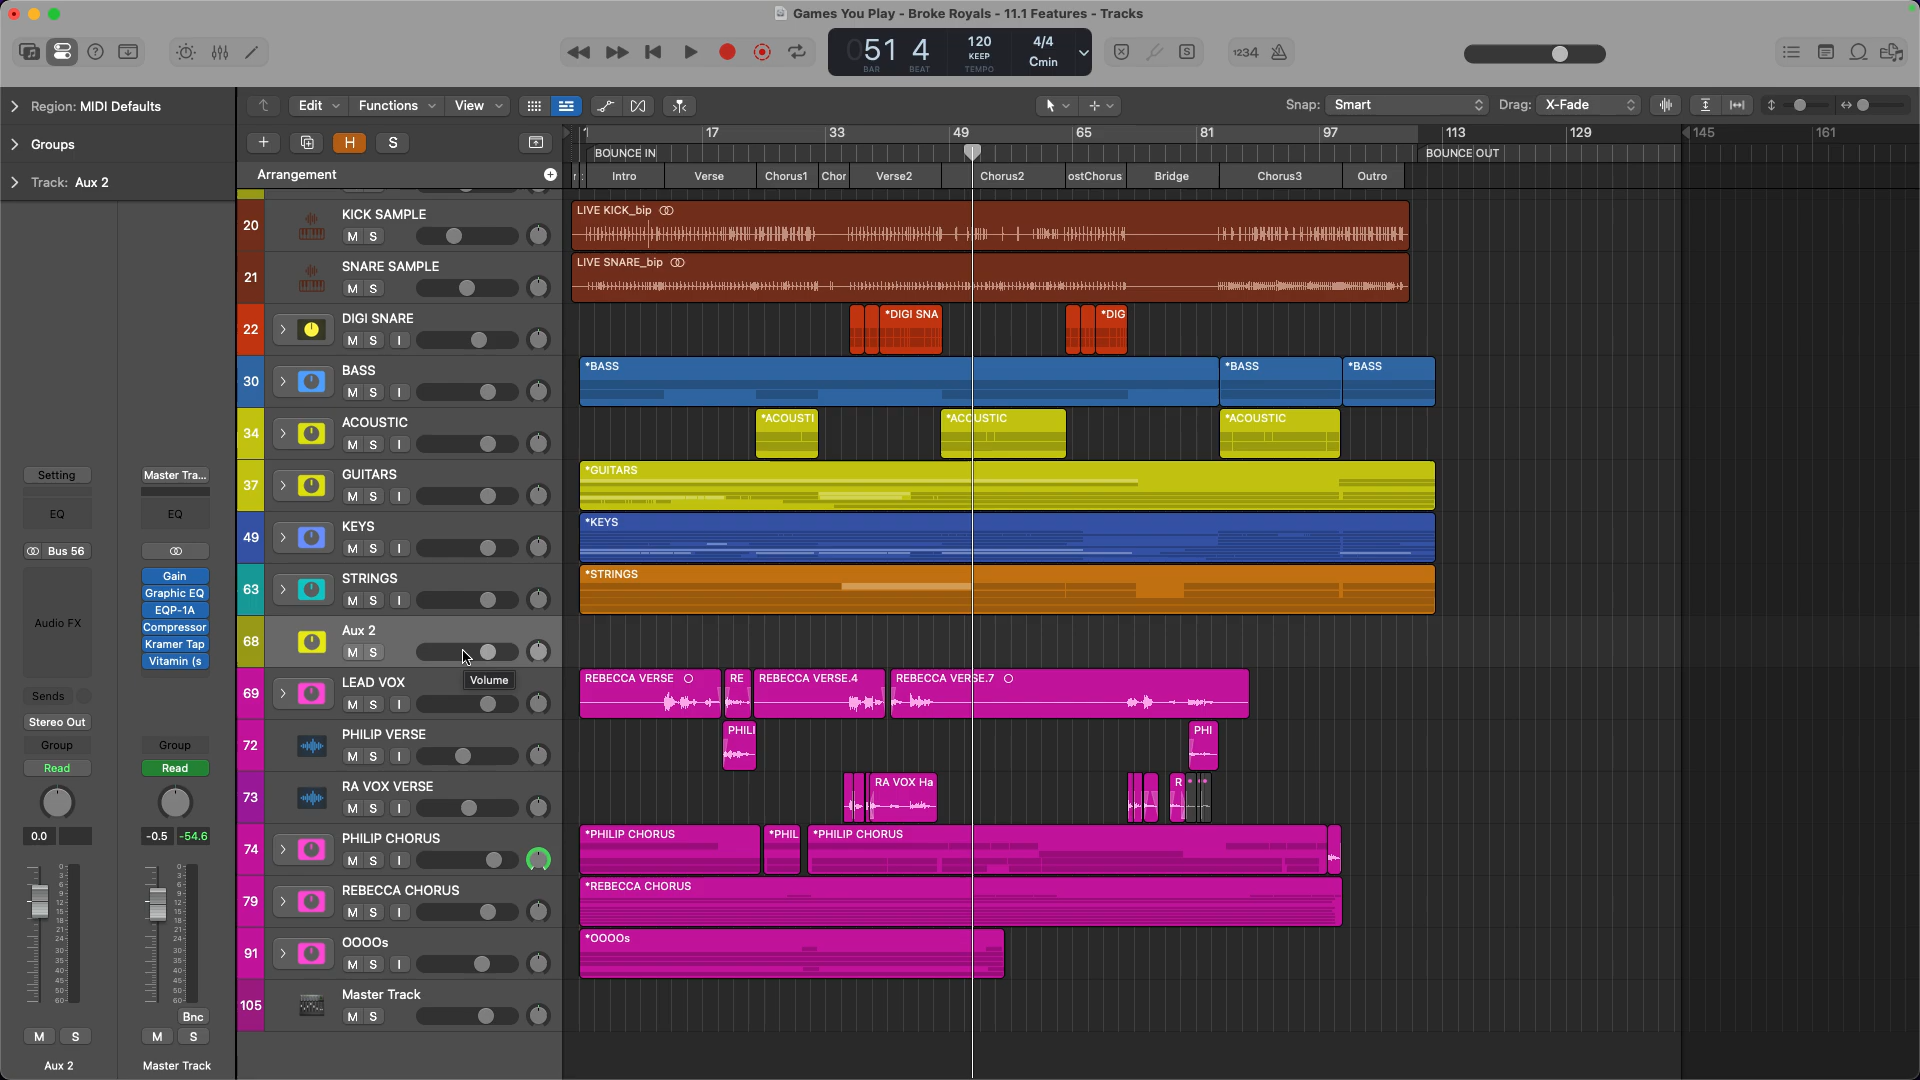 Games You Play - Broke Royals - 11.1 Features - Tracks
51 4 120 KEEP TEMPO 4/4 Cmin
BAR BEAT
1234
Region: MIDI Defaults
Groups
Track: Aux 2
Edit Functions View
Snap: Smart
Drag: X-Fade
H S
1 17 33 49 65 81 97 113 129 145 161
BOUNCE IN
BOUNCE OUT
Arrangement
Intro Verse Chorus1 Chor Verse2 Chorus2 ostChorus Bridge Chorus3 Outro
20 KICK SAMPLE M S
LIVE KICK_bip
21 SNARE SAMPLE M S
LIVE SNARE_bip
22 DIGI SNARE M S I
*DIGI SNA *DIG
30 BASS M S I
*BASS *BASS *BASS
34 ACOUSTIC M S I
*ACOUSTI *ACOUSTIC *ACOUSTIC
37 GUITARS M S I
*GUITARS
49 KEYS M S I
*KEYS
63 STRINGS M S I
*STRINGS
68 Aux 2 M S
Volume
69 LEAD VOX M S I
REBECCA VERSE RE REBECCA VERSE.4 REBECCA VERSE.7
72 PHILIP VERSE M S
PHILI PHI
73 RA VOX VERSE M S
RA VOX Ha R
74 PHILIP CHORUS M S I
*PHILIP CHORUS *PHIL *PHILIP CHORUS
79 REBECCA CHORUS M S I
*REBECCA CHORUS
91 OOOOs M S I
*OOOOs
105 Master Track M S
Setting
EQ
Bus 56
Audio FX
Sends
Stereo Out
Group
Read
0.0
M S
Aux 2
Master Tra...
EQ
Gain
Graphic EQ
EQP-1A
Compressor
Kramer Tap
Vitamin (s
Group
Read
-0.5 -54.6
Bnc
M S
Master Track